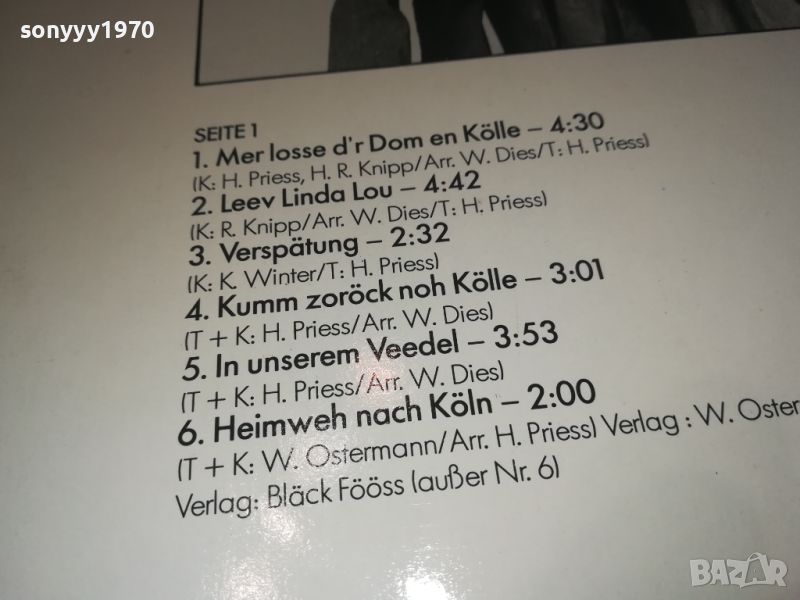 sonyyy1970
SEITE 1
1. Mer losse d'r Dom en Kölle – 4:30
(K: H. Priess, H. R. Knipp/Arr. W. Dies/T: H. Priess)
2. Leev Linda Lou – 4:42
(K: R. Knipp/Arr. W. Dies/T: H. Priess)
3. Verspätung – 2:32
(K: K. Winter/T: H. Priess)
4. Kumm zoröck noh Kölle – 3:01
(T + K: H. Priess/Arr. W. Dies)
5. In unserem Veedel – 3:53
(T + K: H. Priess/Arr. W. Dies)
6. Heimweh nach Köln – 2:00
(T + K: W. Ostermann/Arr. H. Priess) Verlag: W. Oster
Verlag: Bläck Fööss (außer Nr. 6)
BAZAR